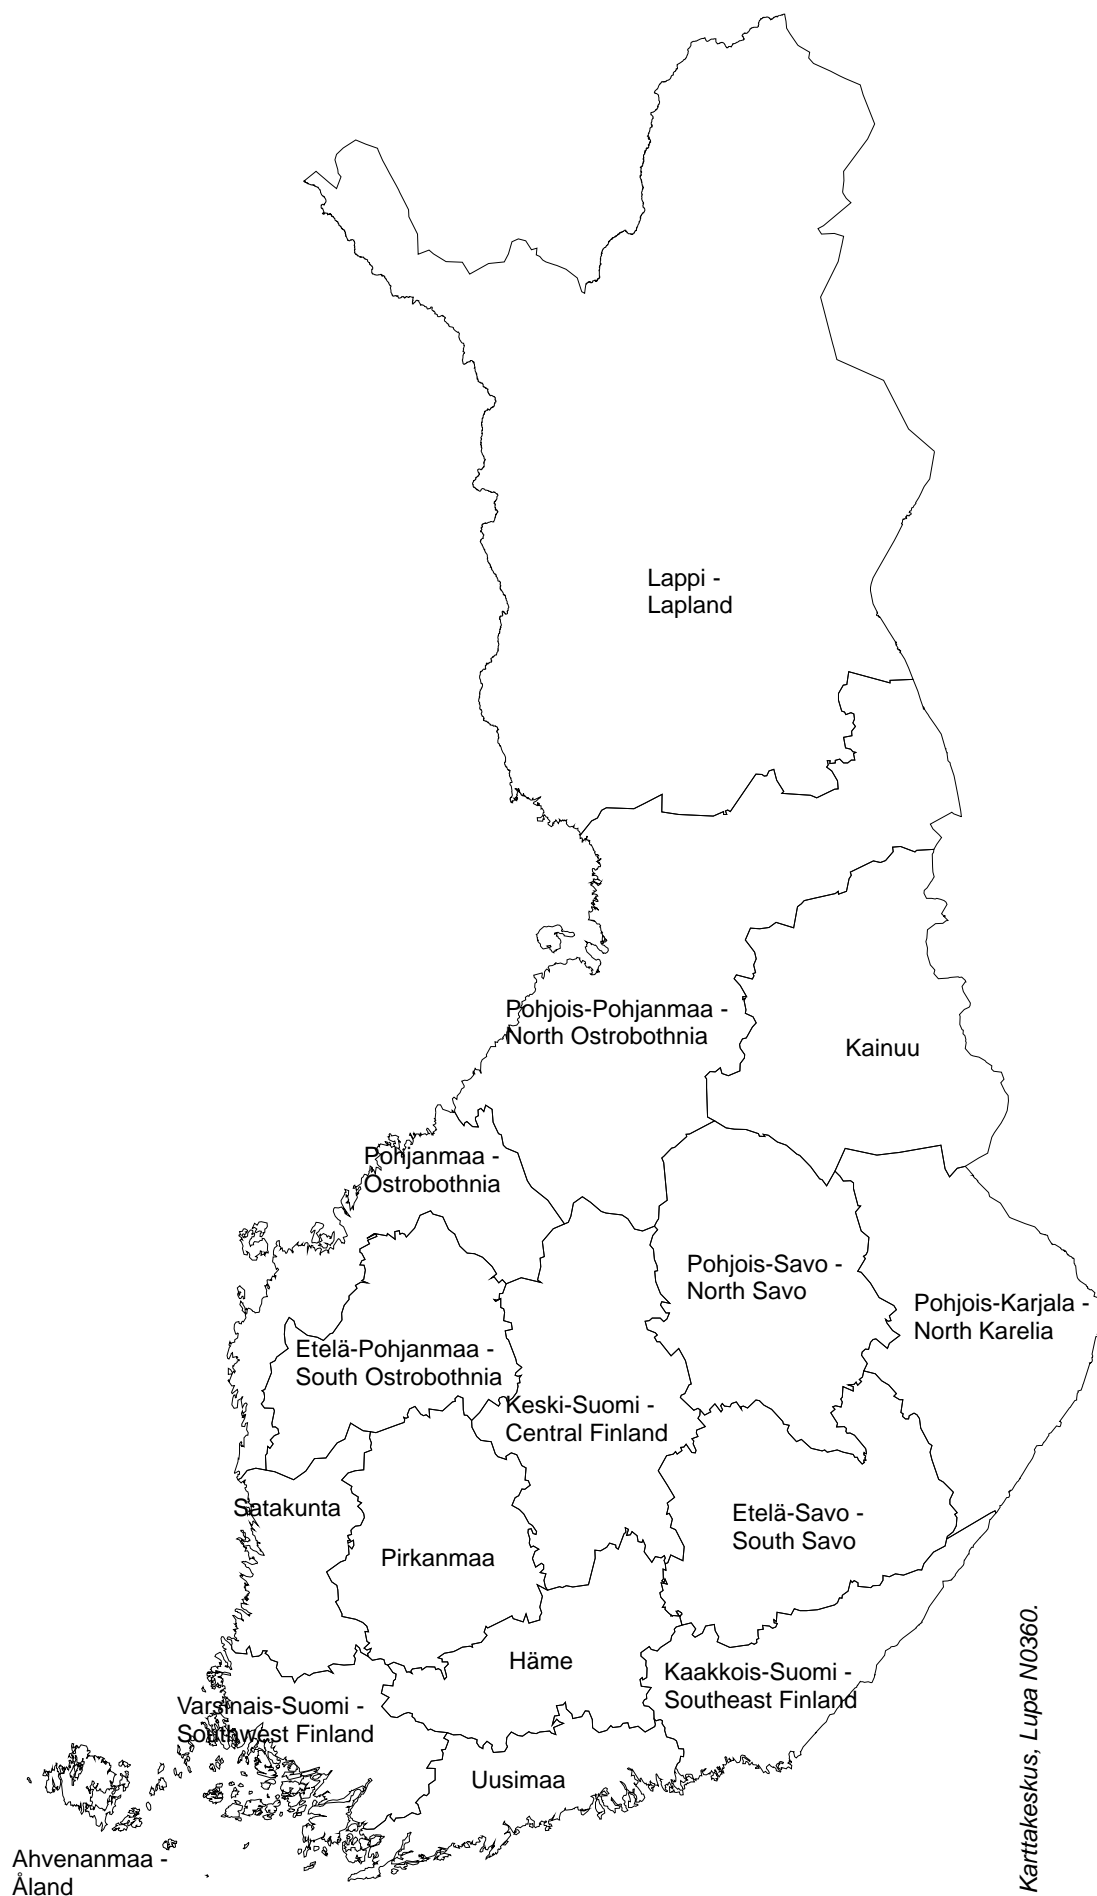 Lappi -
Lapland
Pohjois-Pohjanmaa -
North Ostrobothnia
Kainuu
Pohjanmaa -
Ostrobothnia
Pohjois-Savo -
North Savo
Pohjois-Karjala -
North Karelia
Etelä-Pohjanmaa -
South Ostrobothnia
Keski-Suomi -
Central Finland
Satakunta
Etelä-Savo -
South Savo
Pirkanmaa
Häme
Kaakkois-Suomi -
Southeast Finland
Varsinais-Suomi -
Southwest Finland
Uusimaa
Ahvenanmaa -
Åland
Karttakeskus, Lupa N0360.